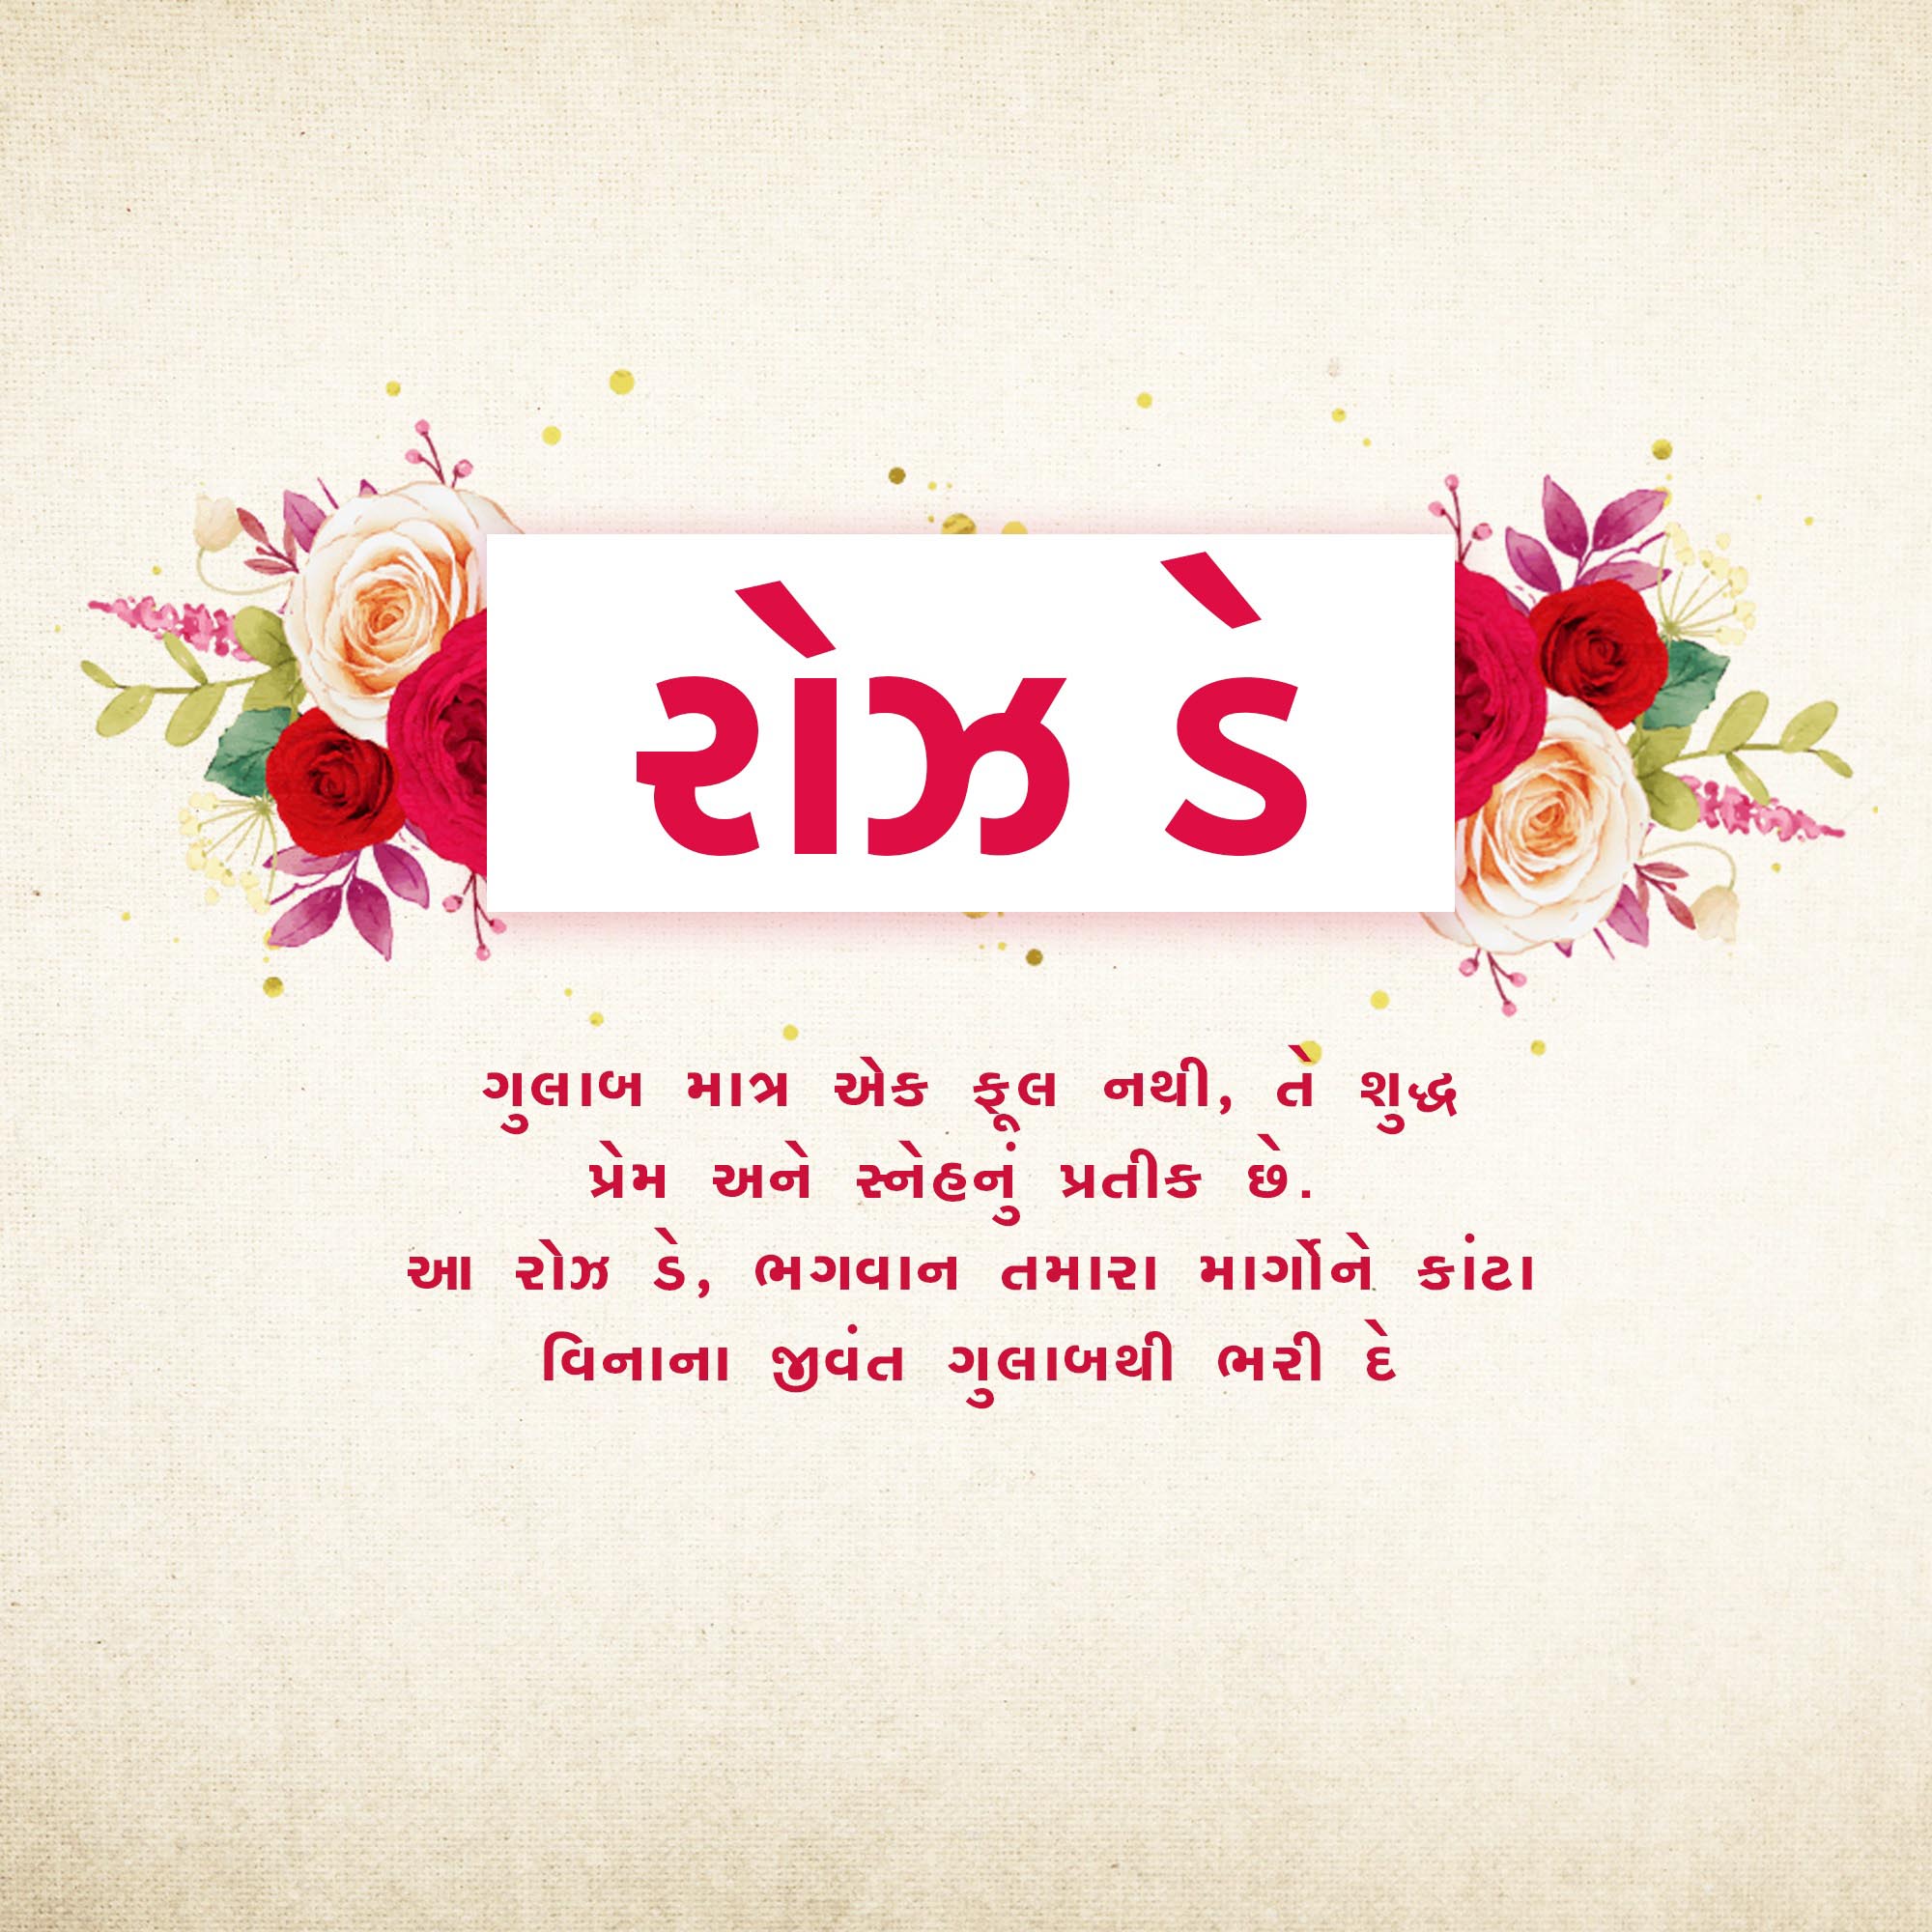 રોઝ ડે
ગુલાબ માત્ર એક ફૂલ નથી, તે શુદ્ધ
પ્રેમ અને સ્નેહનું પ્રતીક છે.
આ રોઝ ડે, ભગવાન તમારા માર્ગોને કાંટા
વિનાના જીવંત ગુલાબથી ભરી દે